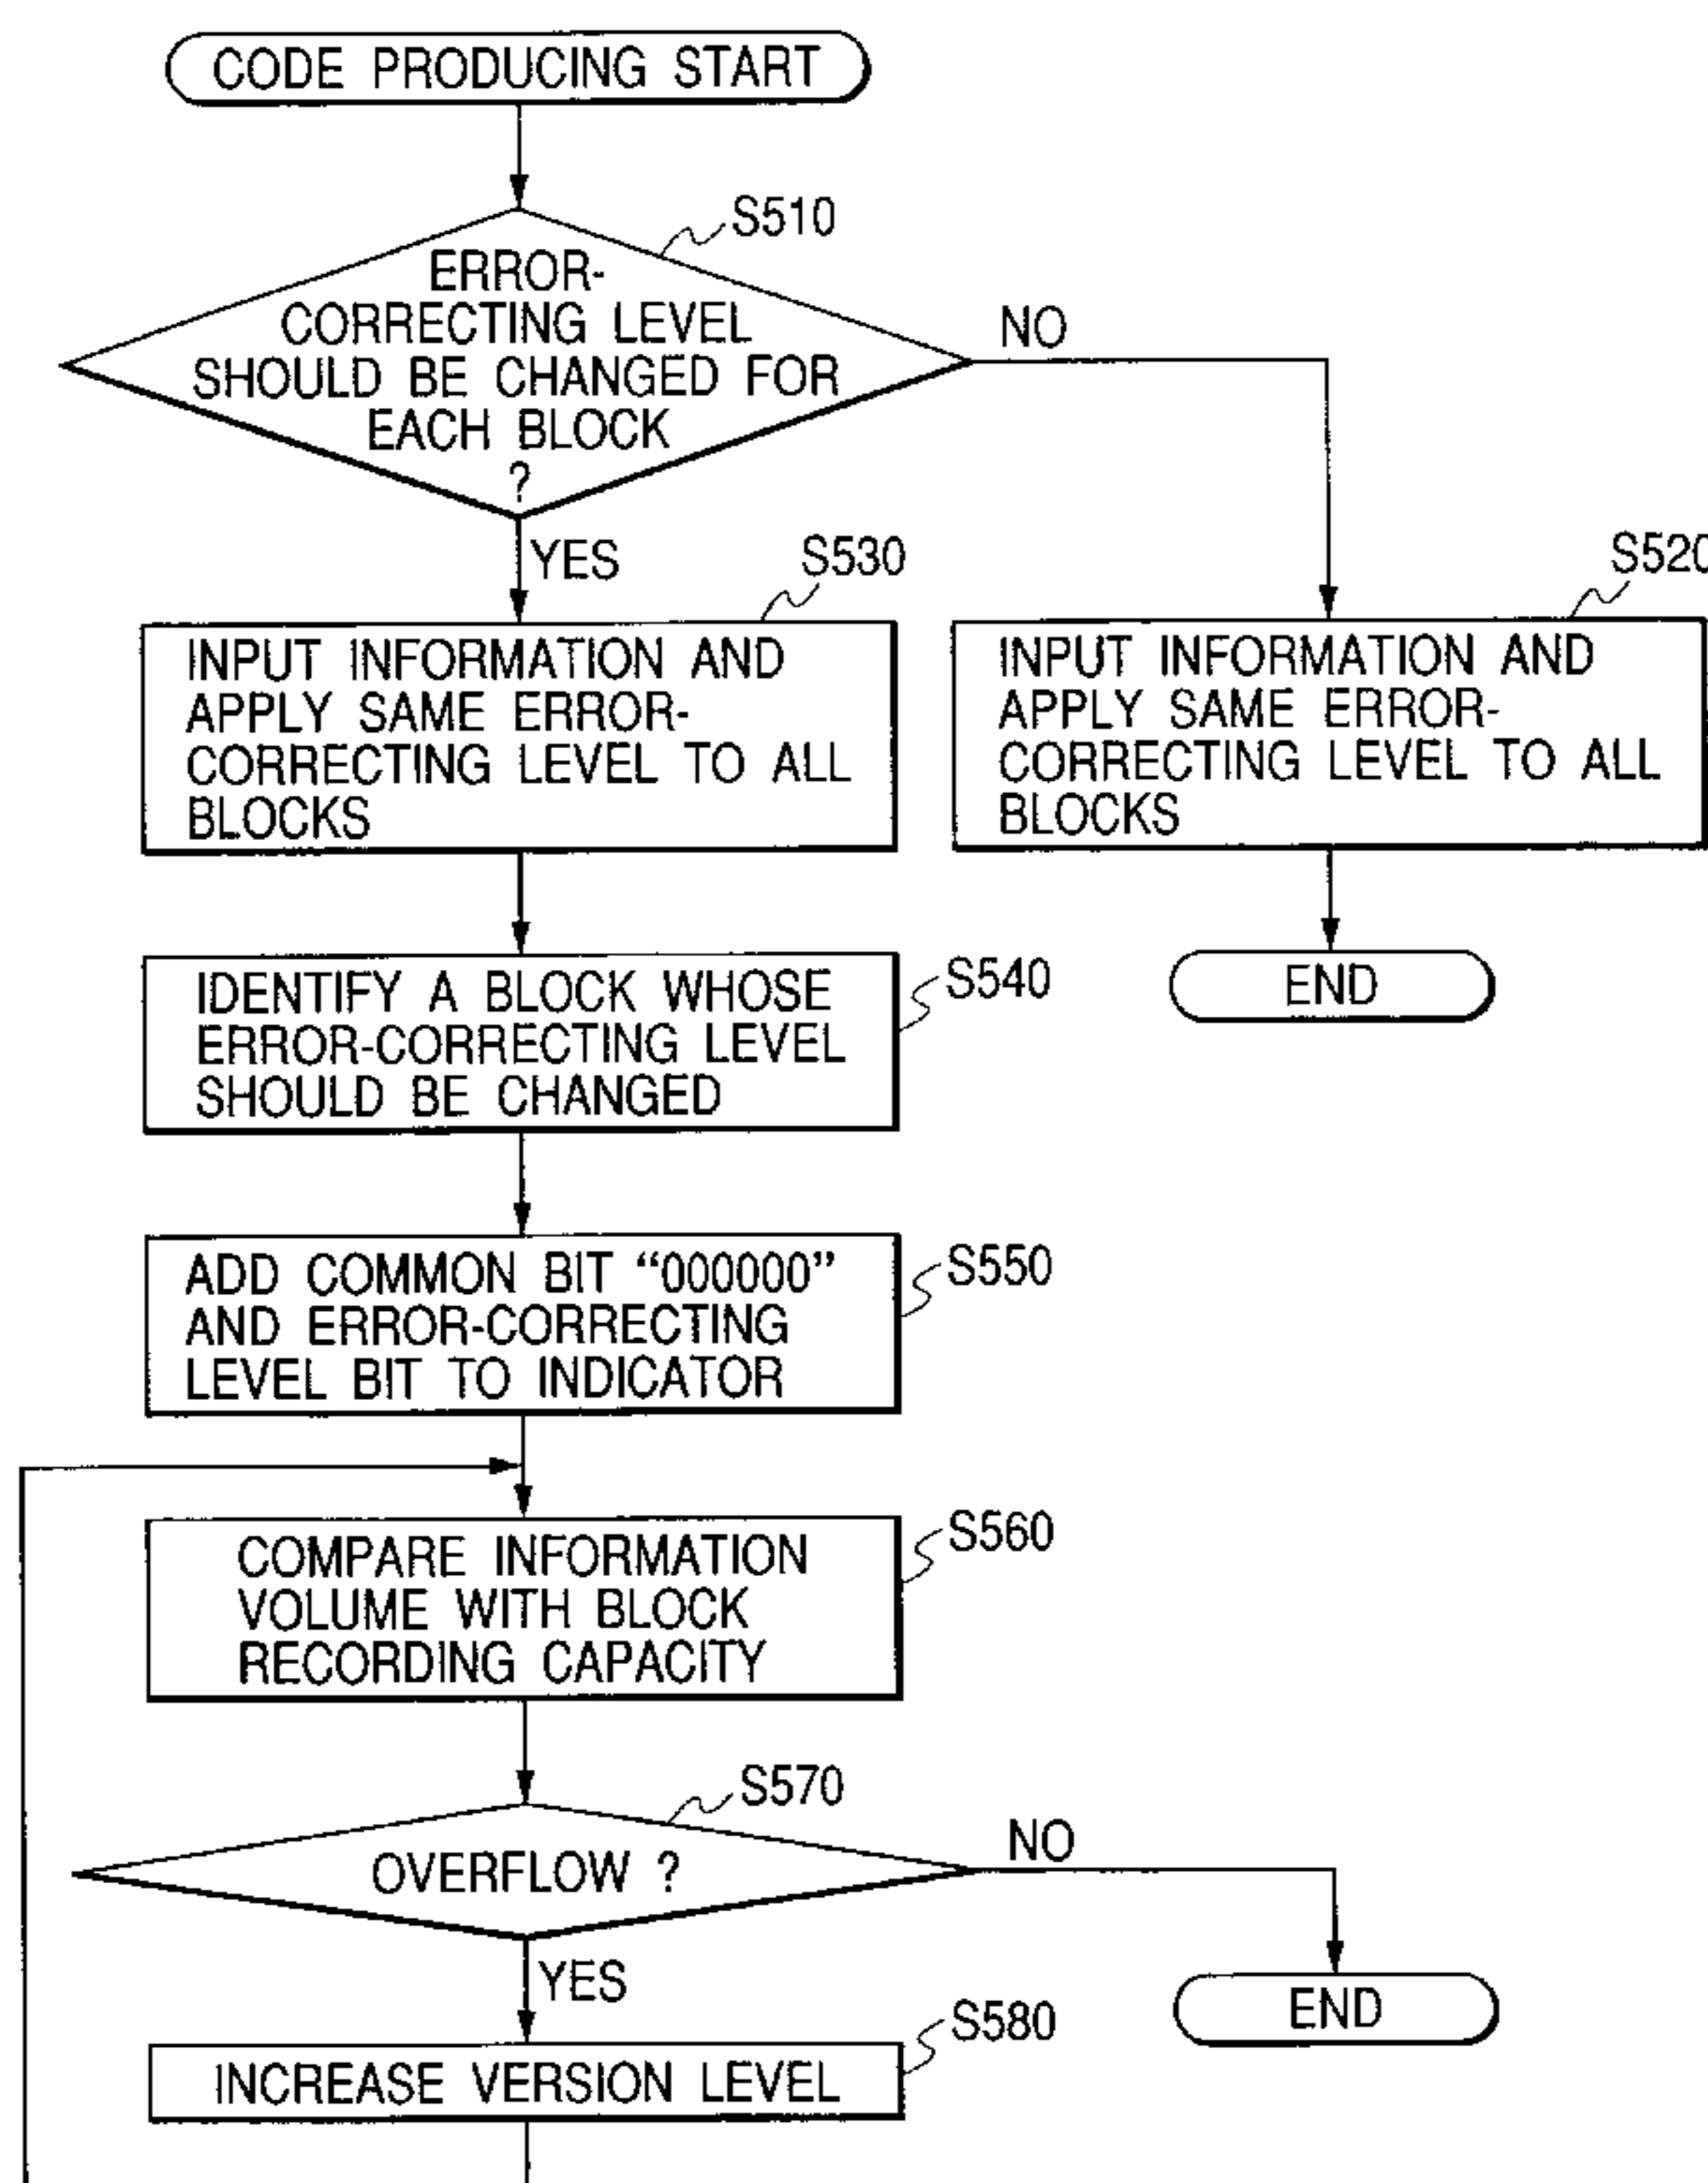 CODE PRODUCING START
S510
ERROR-
CORRECTING LEVEL
SHOULD BE CHANGED FOR
EACH BLOCK
?
NO
YES
S530
INPUT INFORMATION AND
APPLY SAME ERROR-
CORRECTING LEVEL TO ALL
BLOCKS
S520
INPUT INFORMATION AND
APPLY SAME ERROR-
CORRECTING LEVEL TO ALL
BLOCKS
END
IDENTIFY A BLOCK WHOSE
ERROR-CORRECTING LEVEL
SHOULD BE CHANGED
S540
ADD COMMON BIT “000000”
AND ERROR-CORRECTING
LEVEL BIT TO INDICATOR
S550
COMPARE INFORMATION
VOLUME WITH BLOCK
RECORDING CAPACITY
S560
S570
OVERFLOW ?
NO
YES
END
S580
INCREASE VERSION LEVEL